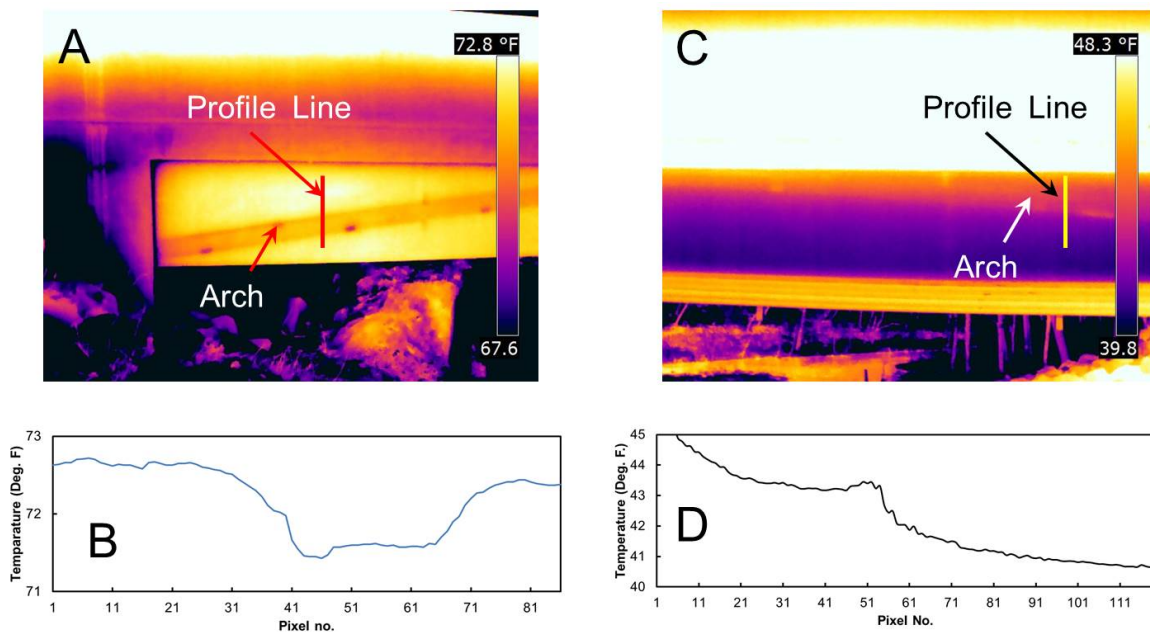 A
72.8 °F
Profile Line
Arch
67.6
C
48.3 °F
Profile Line
Arch
39.8
73
72
71
Temparature (Deg. F)
B
1 11 21 31 41 51 61 71 81
Pixel no.
45
44
43
42
41
40
Temperature (Deg. F.)
D
1 11 21 31 41 51 61 71 81 91 101 111
Pixel No.